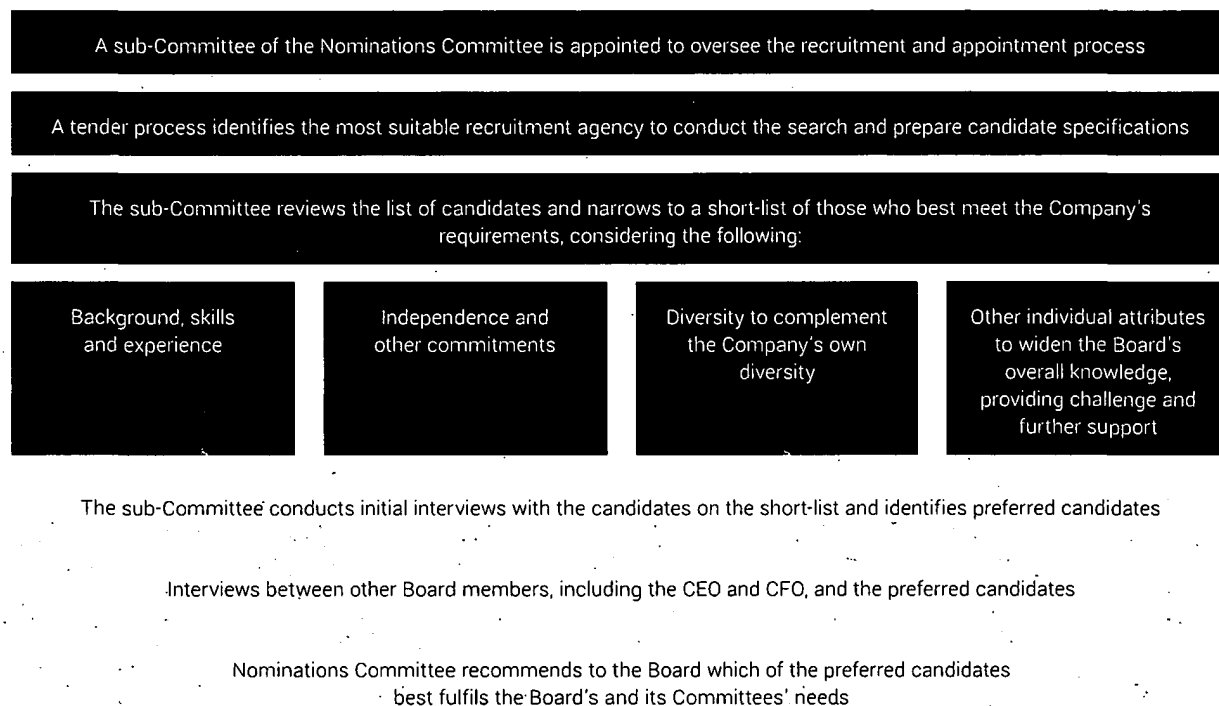 A sub-Committee of the Nominations Committee is appointed to oversee the recruitment and appointment process
A tender process identifies the most suitable recruitment agency to conduct the search and prepare candidate specifications
The sub-Committee reviews the list of candidates and narrows to a short-list of those who best meet the Company's
requirements, considering the following:
Background, skills
and experience
Independence and
other commitments
Diversity to complement
the Company's own
diversity
Other individual attributes
to widen the Board's
overall knowledge,
providing challenge and
further support
The sub-Committee conducts initial interviews with the candidates on the short-list and identifies preferred candidates
Interviews between other Board members, including the CEO and CFO, and the preferred candidates
Nominations Committee recommends to the Board which of the preferred candidates
best fulfils the Board's and its Committees' needs